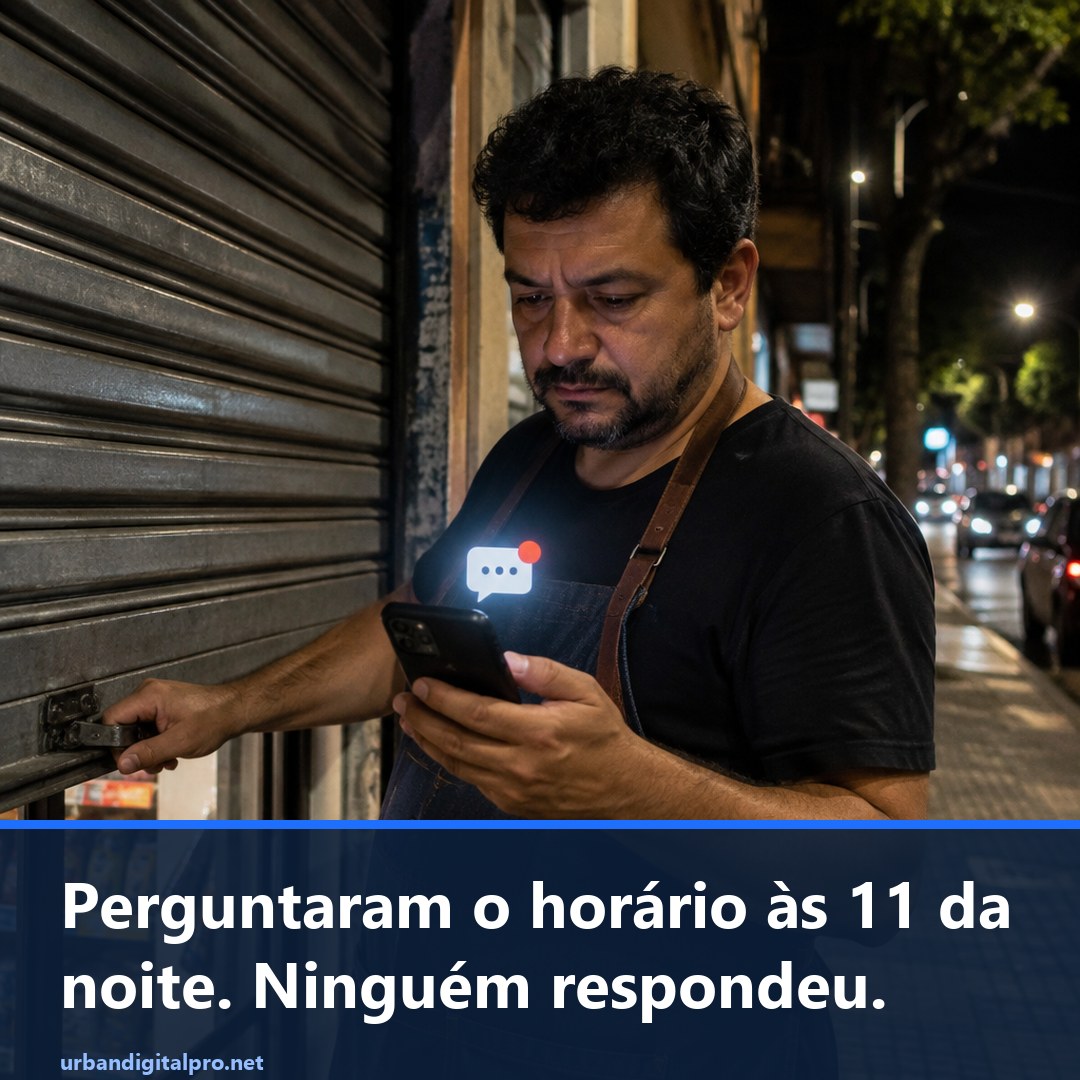 Perguntaram o horário às 11 da
noite. Ninguém respondeu.
urbandigitalpro.net